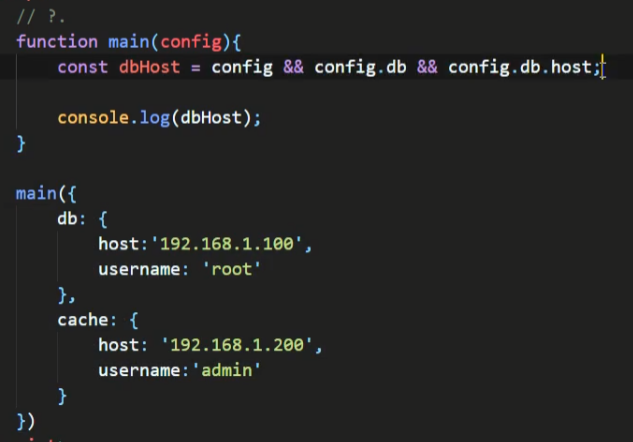 // ?.
function main(config){
    const dbHost = config && config.db && config.db.host;

    console.log(dbHost);
}

main({
    db: {
        host:'192.168.1.100',
        username: 'root'
    },
    cache: {
        host: '192.168.1.200',
        username:'admin'
    }
})